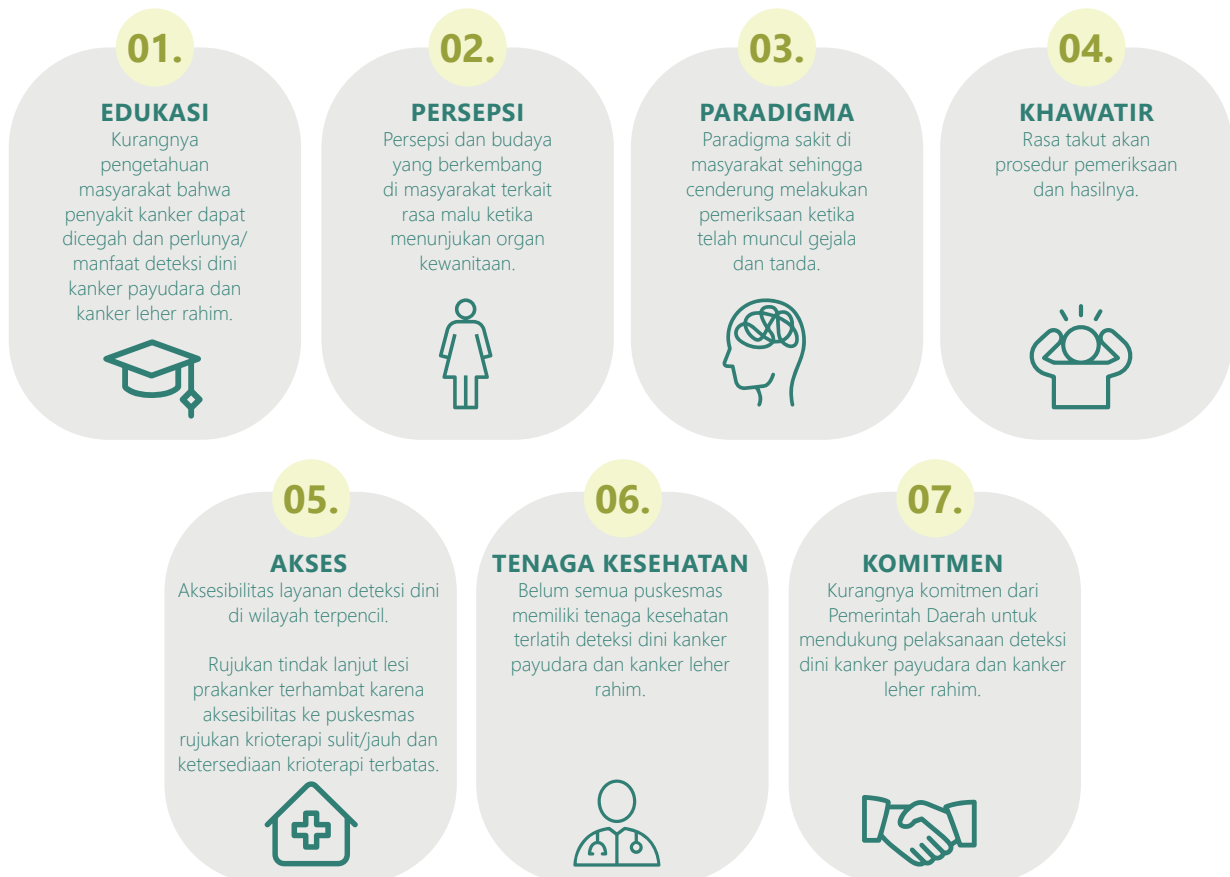 01.
EDUKASI
Kurangnya
pengetahuan
masyarakat bahwa
penyakit kanker dapat
dicegah dan perlunya/
manfaat deteksi dini
kanker payudara dan
kanker leher rahim.
02.
PERSEPSI
Persepsi dan budaya
yang berkembang
di masyarakat terkait
rasa malu ketika
menunjukan organ
kewanitaan.
03.
PARADIGMA
Paradigma sakit di
masyarakat sehingga
cenderung melakukan
pemeriksaan ketika
telah muncul gejala
dan tanda.
04.
KHAWATIR
Rasa takut akan
prosedur pemeriksaan
dan hasilnya.
05.
AKSES
Aksesibilitas layanan deteksi dini
di wilayah terpencil.
Rujukan tindak lanjut lesi
prakanker terhambat karena
aksesibilitas ke puskesmas
rujukan krioterapi sulit/jauh dan
ketersediaan krioterapi terbatas.
06.
TENAGA KESEHATAN
Belum semua puskesmas
memiliki tenaga kesehatan
terlatih deteksi dini kanker
payudara dan kanker leher
rahim.
07.
KOMITMEN
Kurangnya komitmen dari
Pemerintah Daerah untuk
mendukung pelaksanaan deteksi
dini kanker payudara dan kanker
leher rahim.